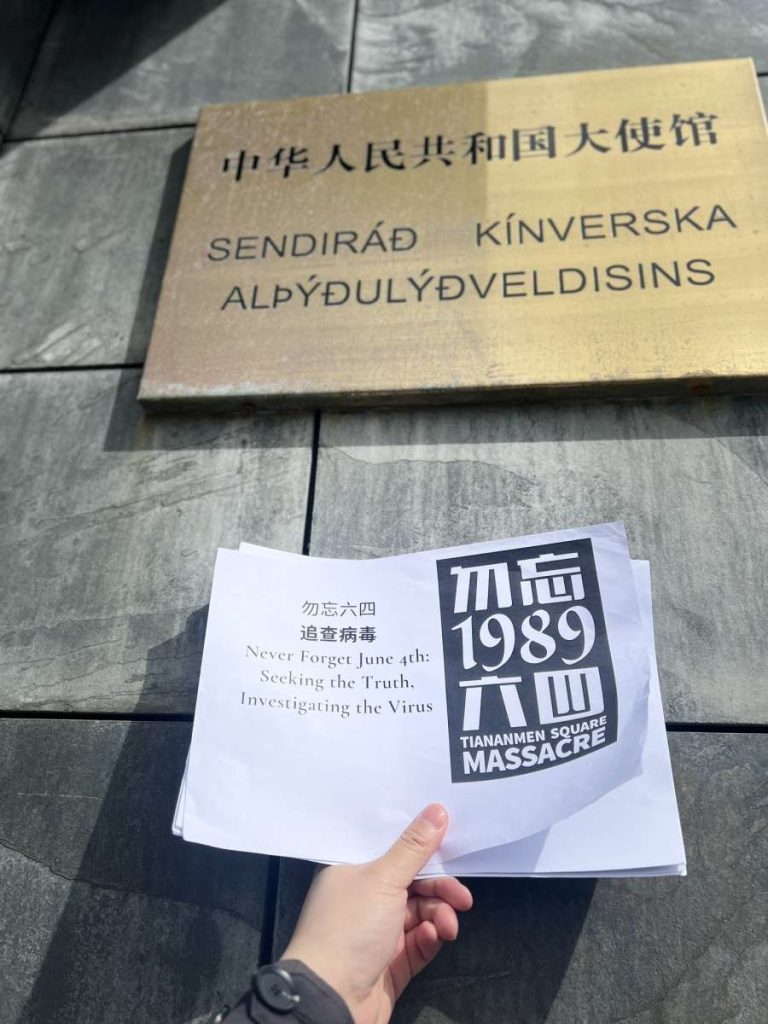 中华人民共和国大使馆
SENDIRÁÐ KÍNVERSKA
ALÞÝÐULÝÐVELDISINS
勿忘六四
追查病毒
Never Forget June 4th:
Seeking the Truth,
Investigating the Virus
勿忘
1989
六四
TIANANMEN SQUARE
MASSACRE